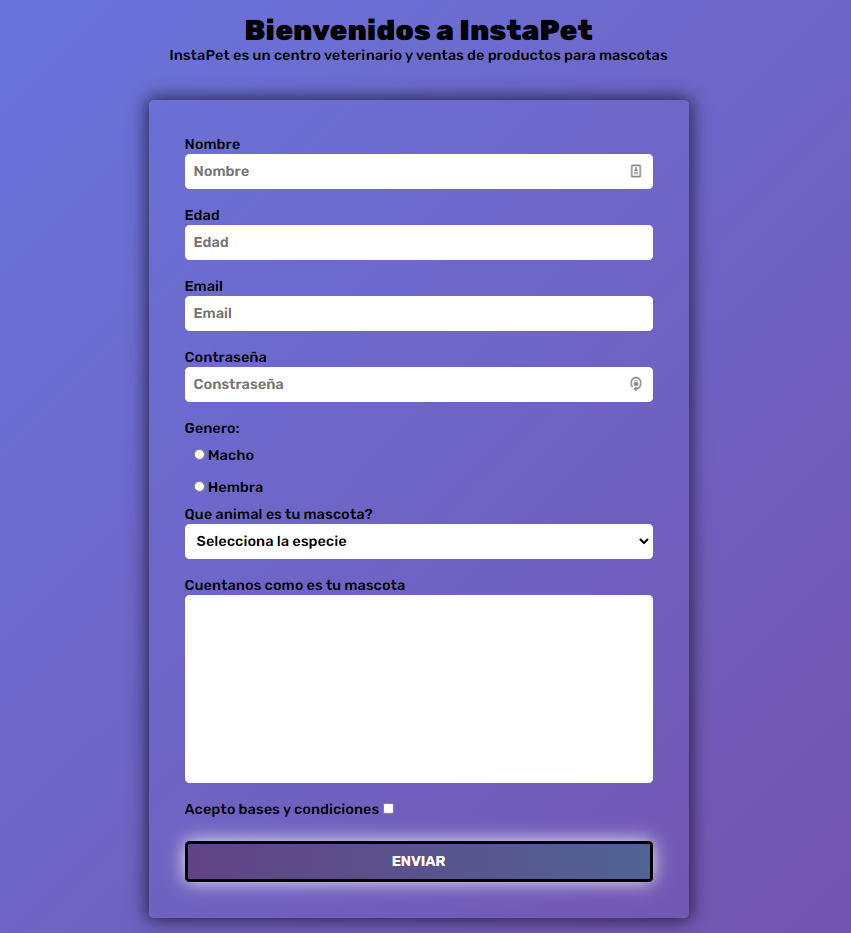 Bienvenidos a InstaPet
InstaPet es un centro veterinario y ventas de productos para mascotas
Nombre
Nombre
Edad
Edad
Email
Email
Contraseña
Constraseña
Genero:
Macho
Hembra
Que animal es tu mascota?
Selecciona la especie
Cuentanos como es tu mascota
Acepto bases y condiciones
ENVIAR